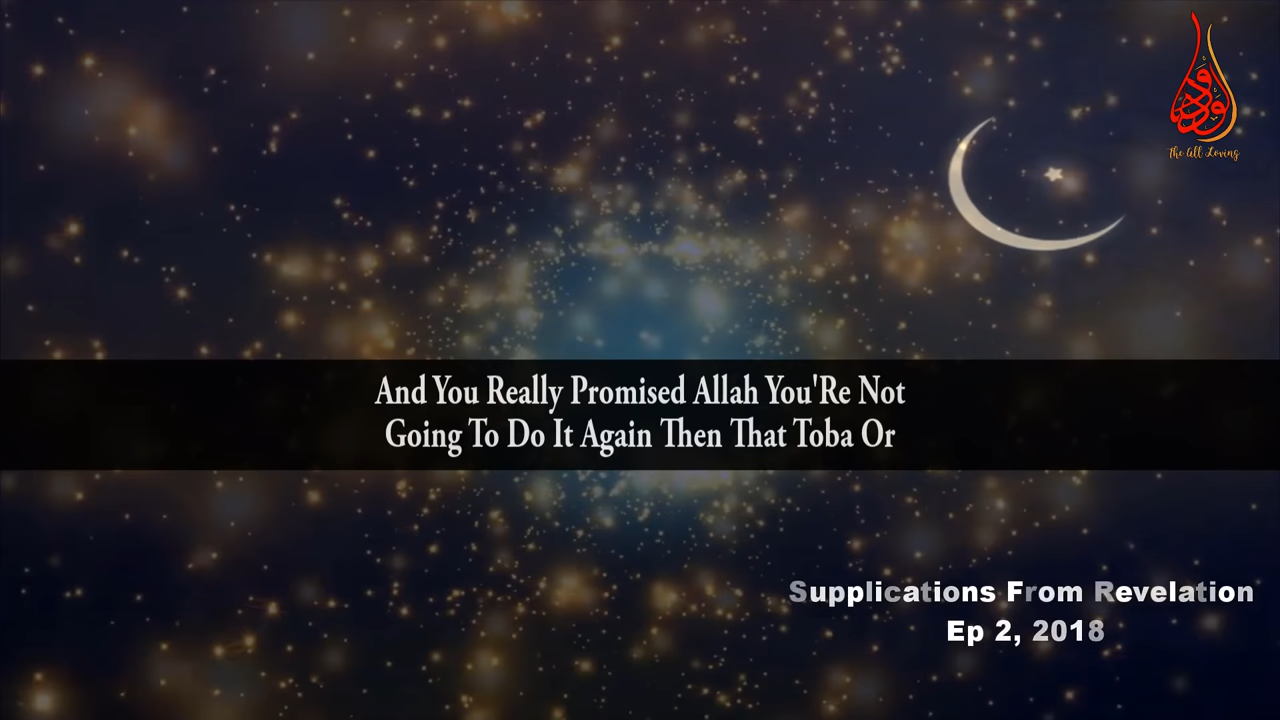 الودود
The All Loving
And You Really Promised Allah You'Re Not
Going To Do It Again Then That Toba Or
Supplications From Revelation
Ep 2, 2018